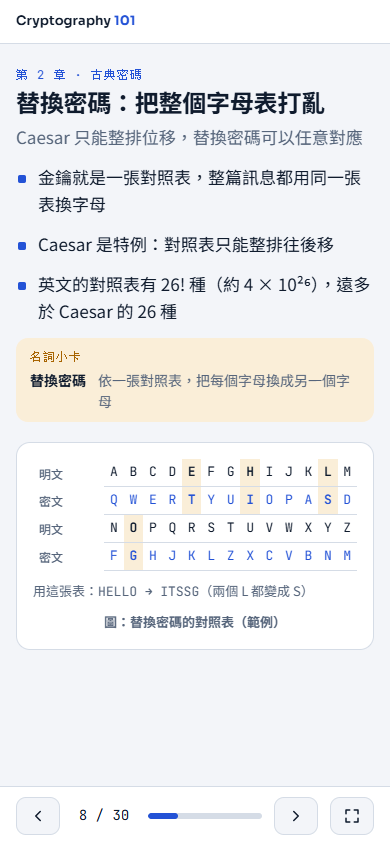 Cryptography 101
第 2 章 · 古典密碼
替換密碼：把整個字母表打亂
Caesar 只能整排位移，替換密碼可以任意對應
金鑰就是一張對照表，整篇訊息都用同一張
表換字母
Caesar 是特例：對照表只能整排往後移
英文的對照表有 26! 種（約 4 × 10²⁶），遠多
於 Caesar 的 26 種
名詞小卡
替換密碼 依一張對照表，把每個字母換成另一個字
母
明文 A B C D E F G H I J K L M
密文 Q W E R T Y U I O P A S D
明文 N O P Q R S T U V W X Y Z
密文 F G H J K L Z X C V B N M
用這張表：HELLO → ITSSG（兩個 L 都變成 S）
圖：替換密碼的對照表（範例）
8 / 30